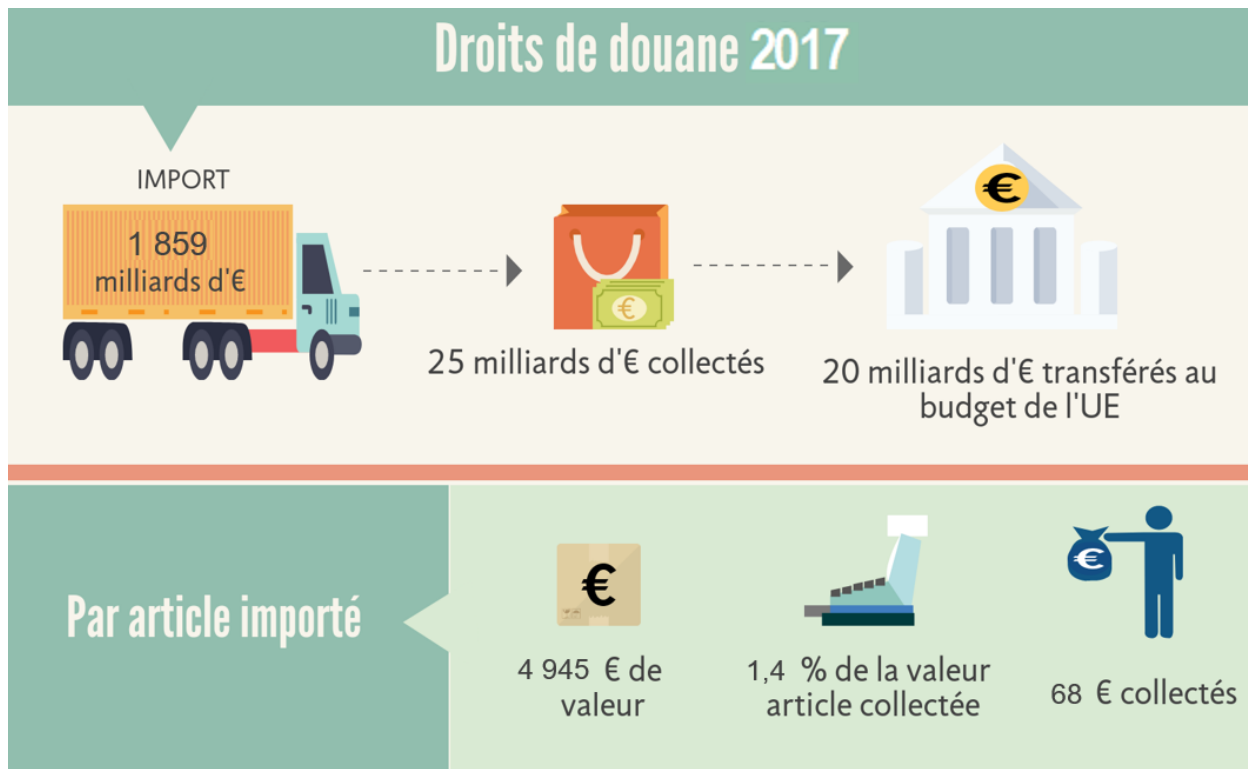 Droits de douane 2017
IMPORT
1 859
milliards d'€
€
€
25 milliards d'€ collectés
20 milliards d'€ transférés au
budget de l'UE
Par article importé
€
€
4 945 € de
valeur
1,4 % de la valeur
article collectée
68 € collectés